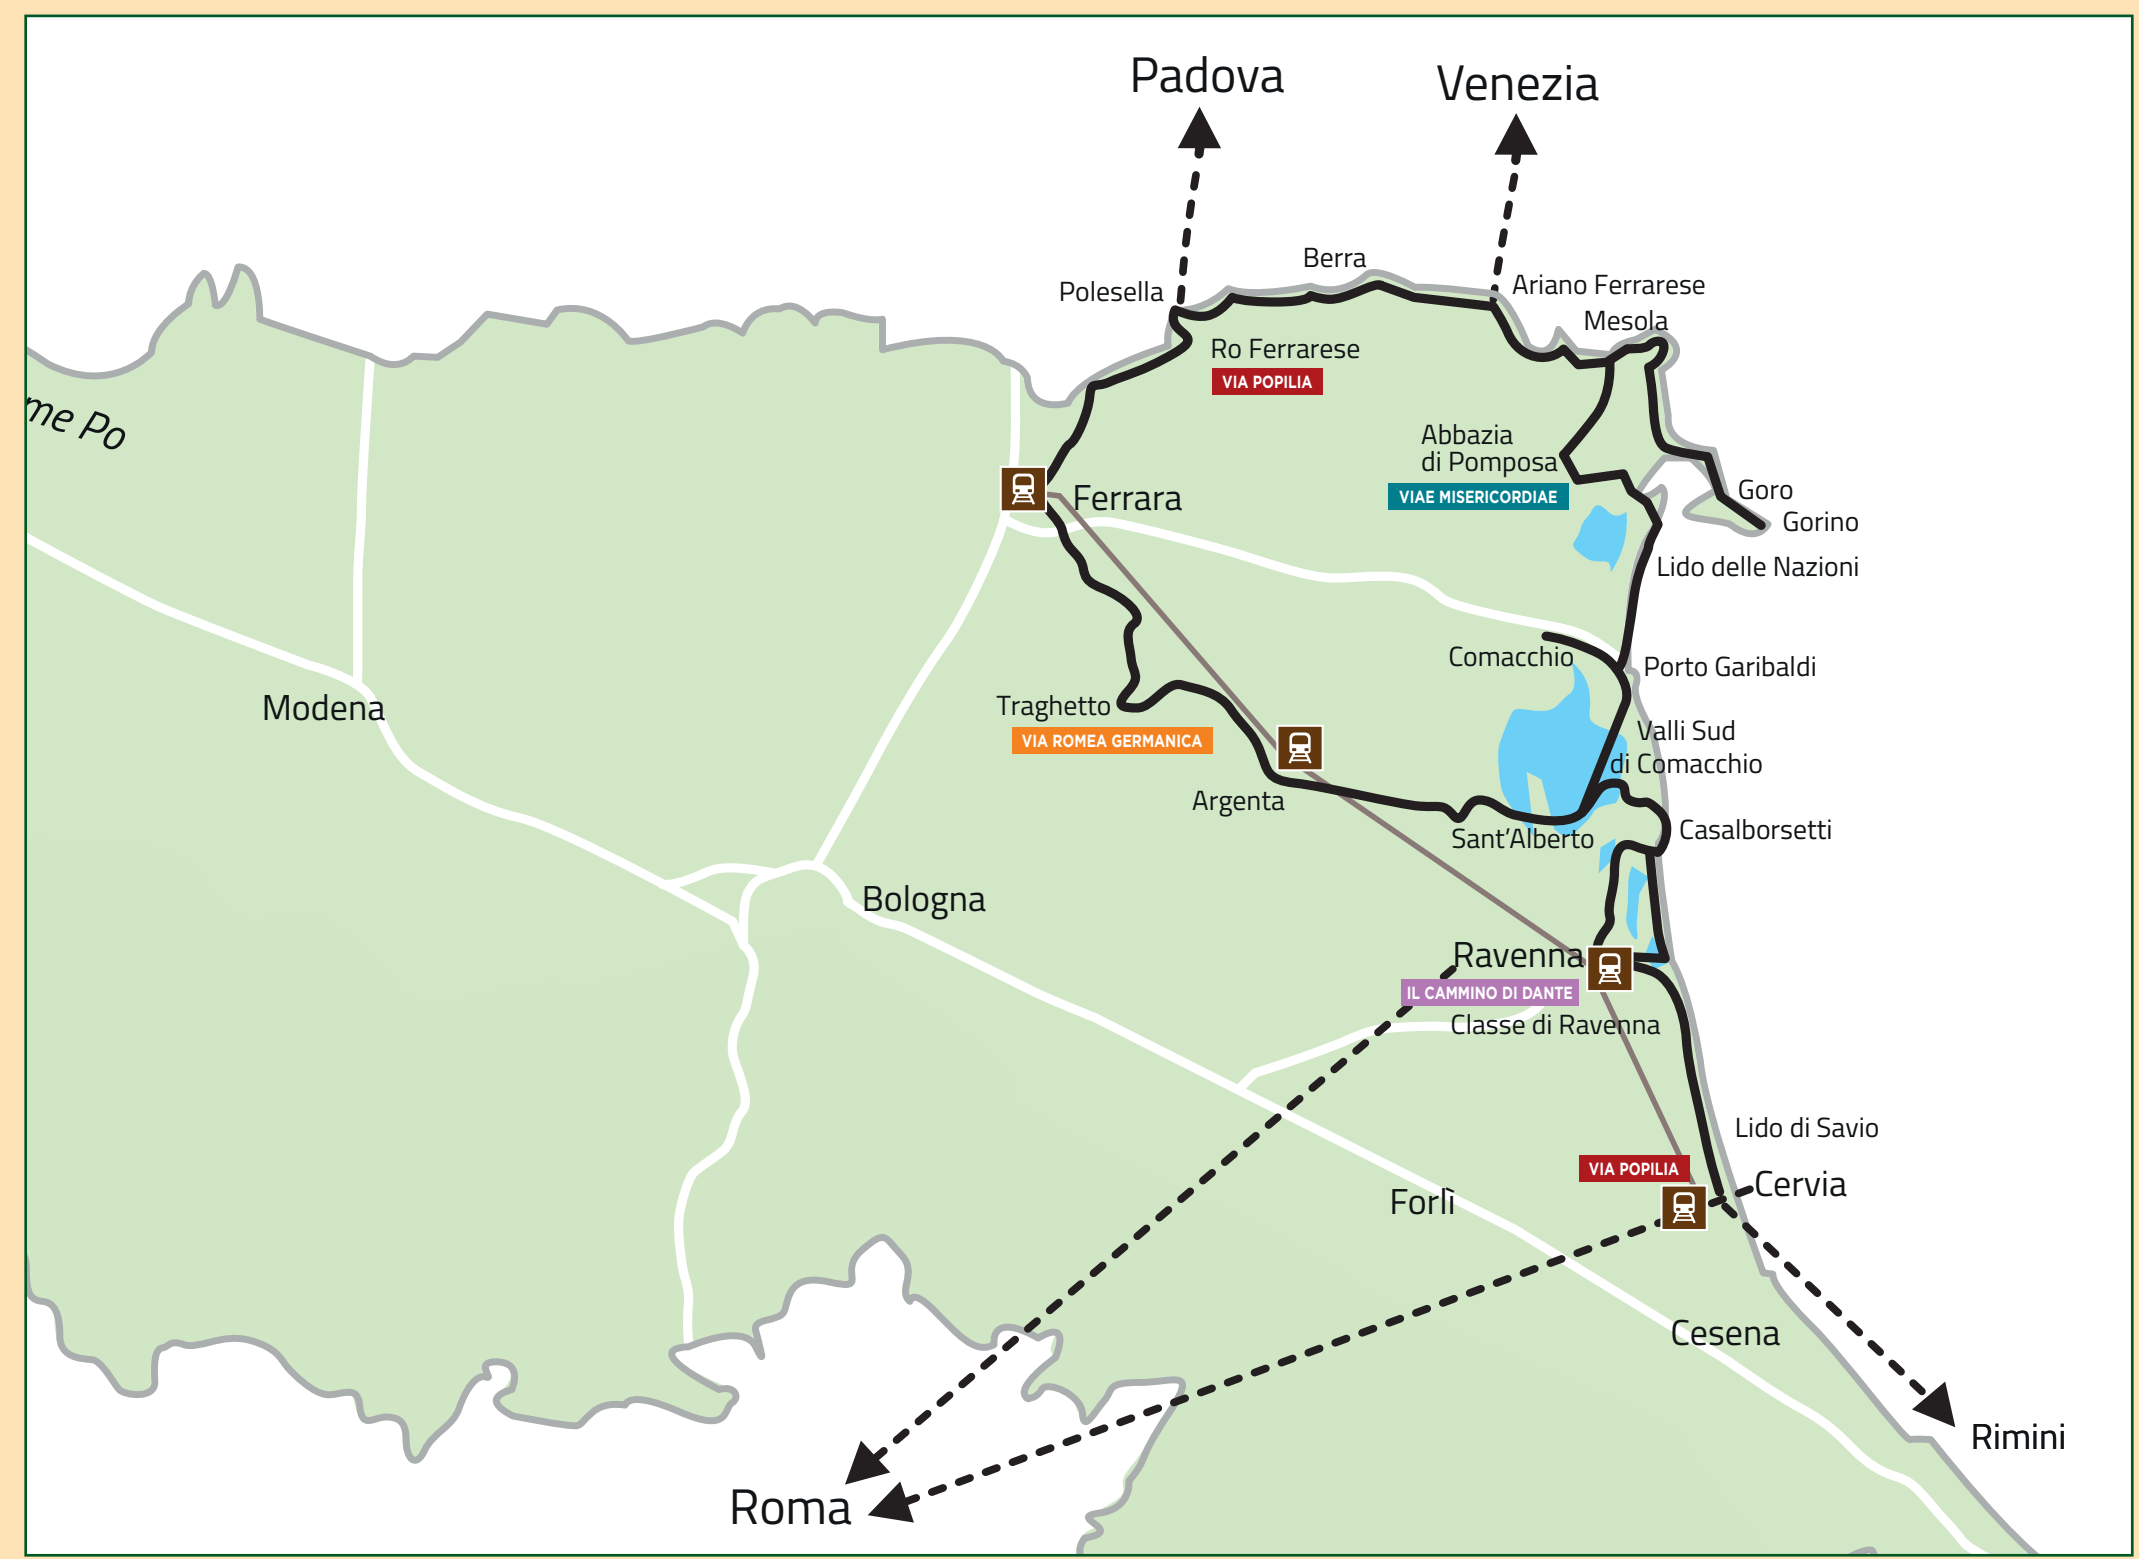 Padova
Venezia
Berra
Polesella
Ariano Ferrarese
Mesola
Ro Ferrarese
VIA POPILIA
me Po
Abbazia
di Pomposa
VIAE MISERICORDIAE
Ferrara
Goro
Gorino
Lido delle Nazioni
Comacchio
Porto Garibaldi
Modena
Traghetto
VIA ROMEA GERMANICA
Valli Sud
di Comacchio
Argenta
Sant'Alberto
Casalborsetti
Bologna
Ravenna
IL CAMMINO DI DANTE
Classe di Ravenna
Lido di Savio
VIA POPILIA
Cervia
Forlì
Cesena
Rimini
Roma